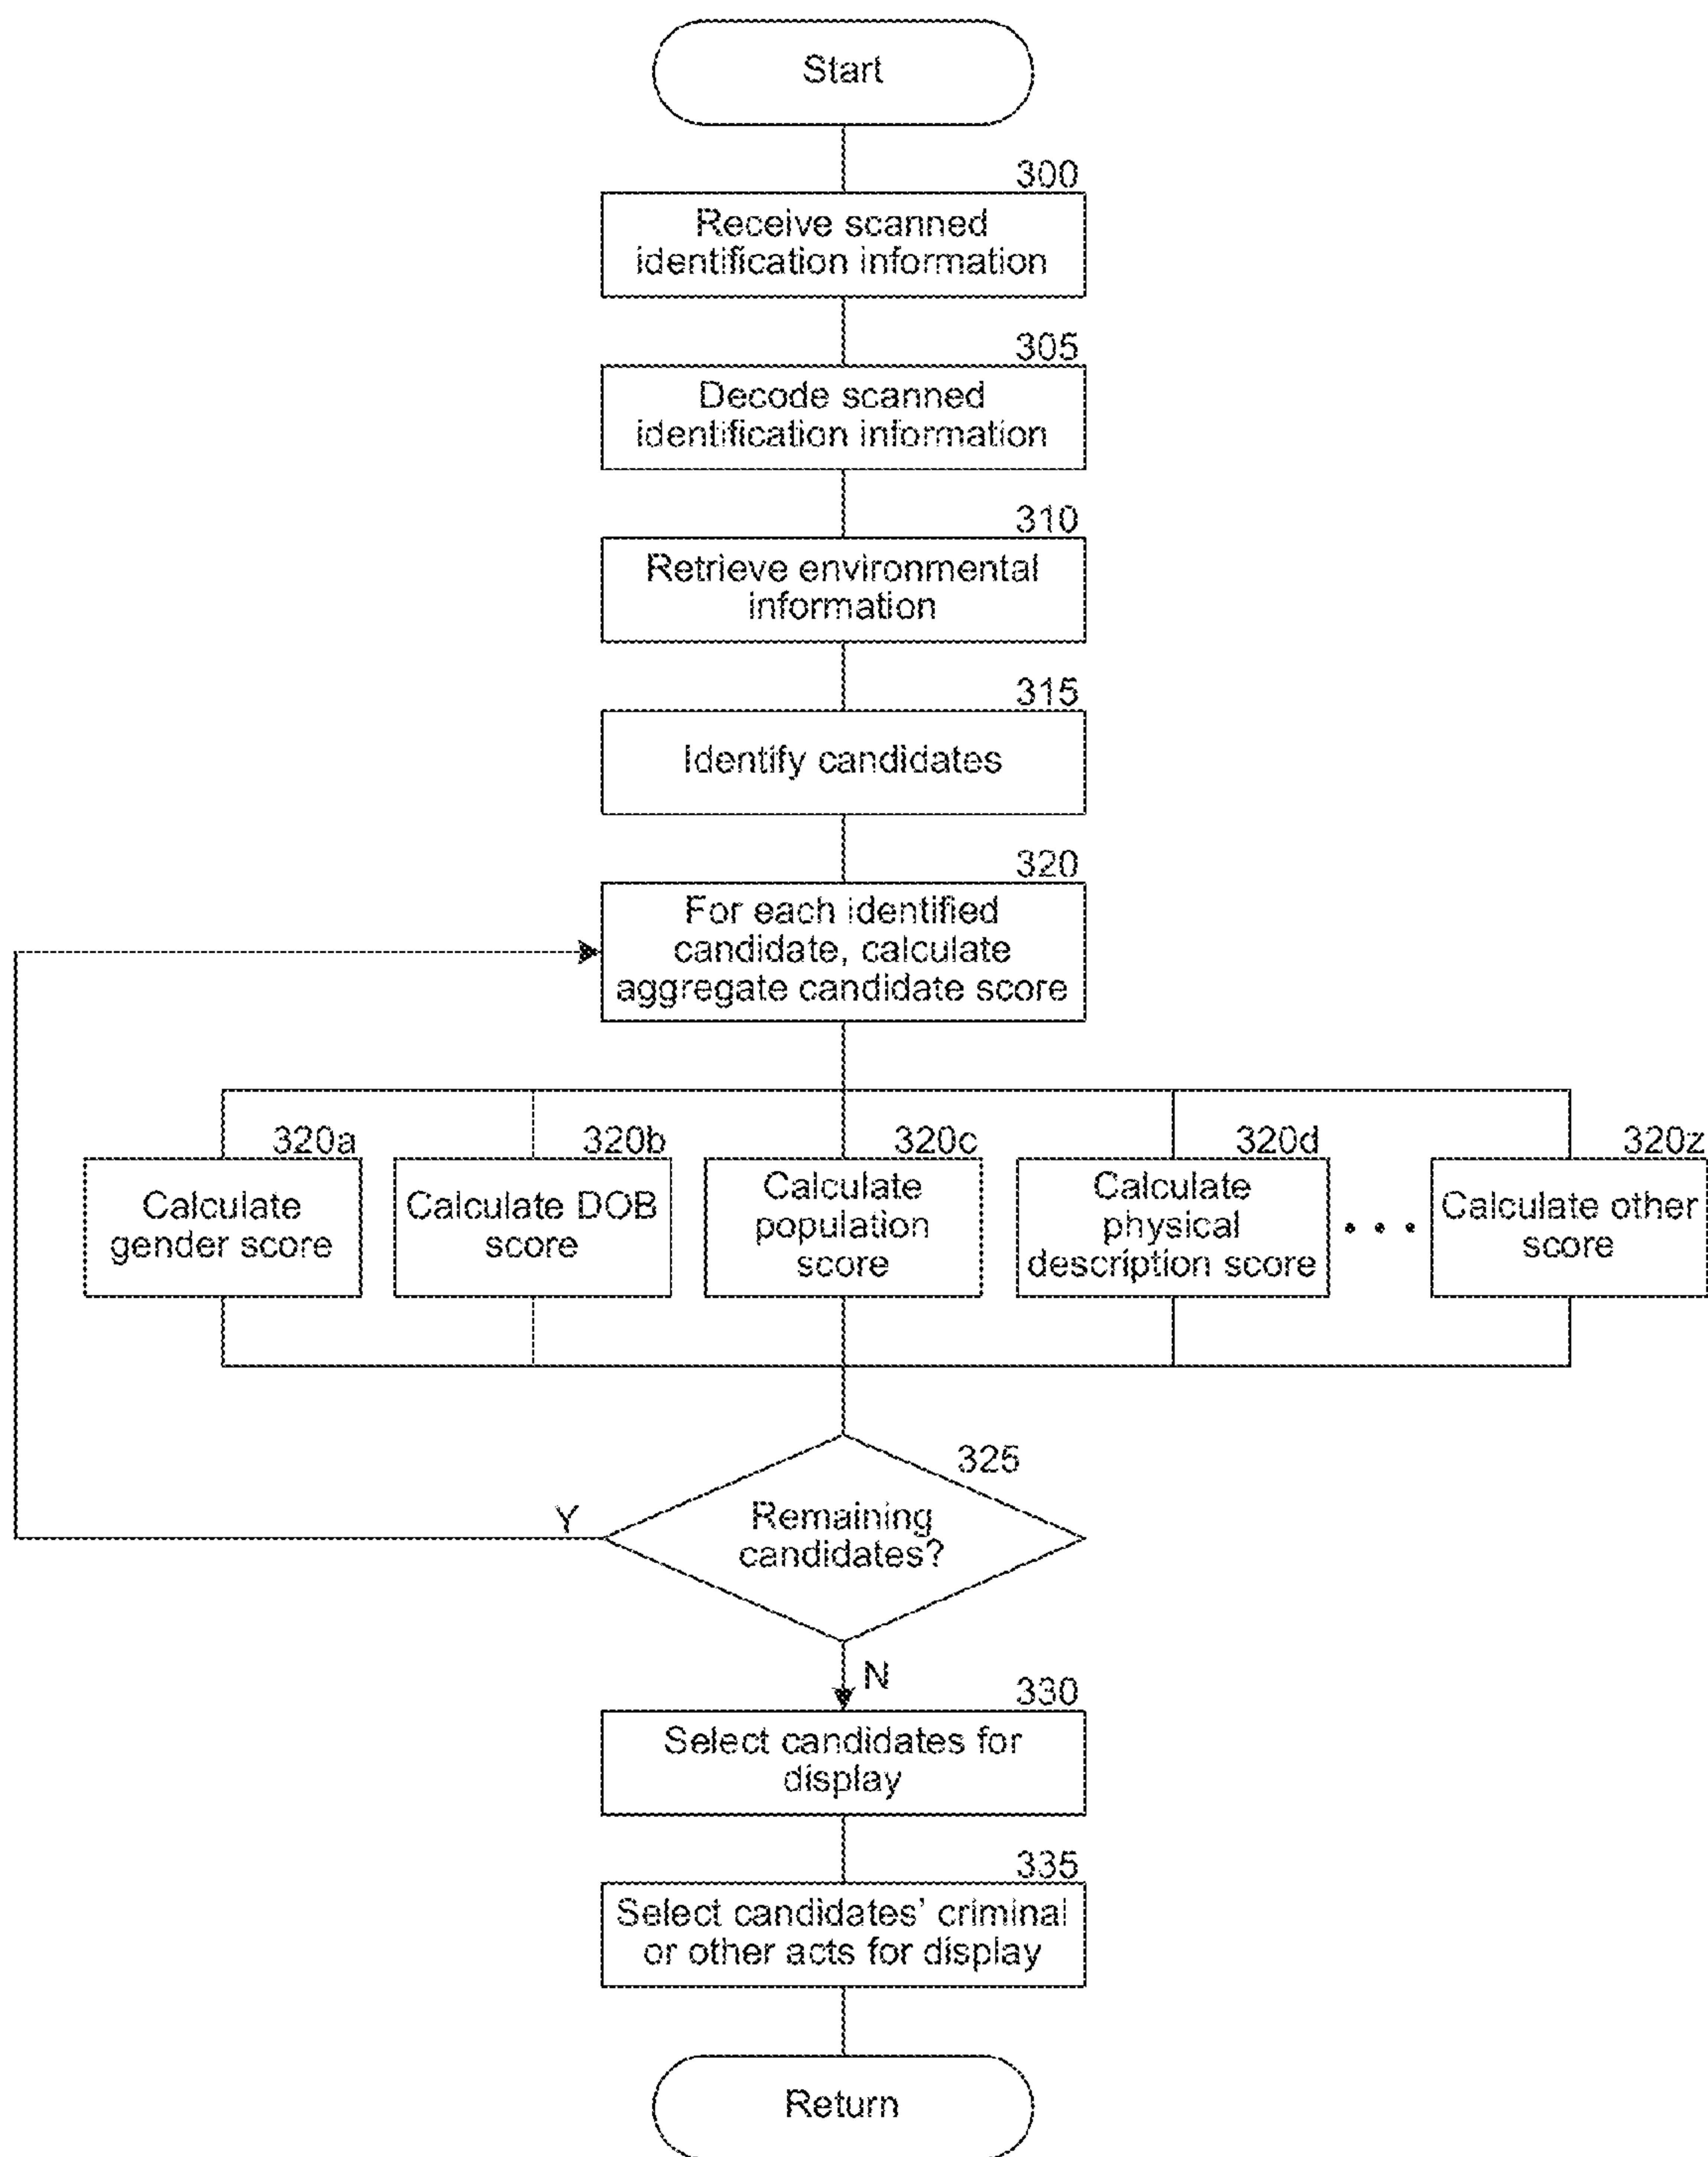 Start
300
Receive scanned
identification information
305
Decode scanned
identification information
310
Retrieve environmental
information
315
Identify candidates
320
For each identified
candidate, calculate
aggregate candidate score
320a
Calculate
gender score
320b
Calculate DOB
score
320c
Calculate
population
score
320d
Calculate
physical
description score
• • •
320z
Calculate other
score
325
Remaining
candidates?
Y
N
330
Select candidates for
display
335
Select candidates’ criminal
or other acts for display
Return